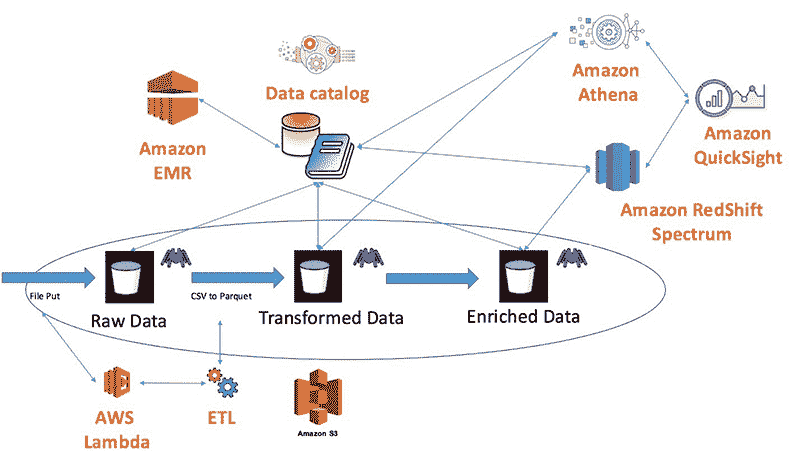 Data catalog
Amazon
EMR
Amazon
Athena
Amazon
QuickSight
Amazon RedShift
Spectrum
File Put
Raw Data
CSV to Parquet
Transformed Data
Enriched Data
AWS
Lambda
ETL
Amazon S3